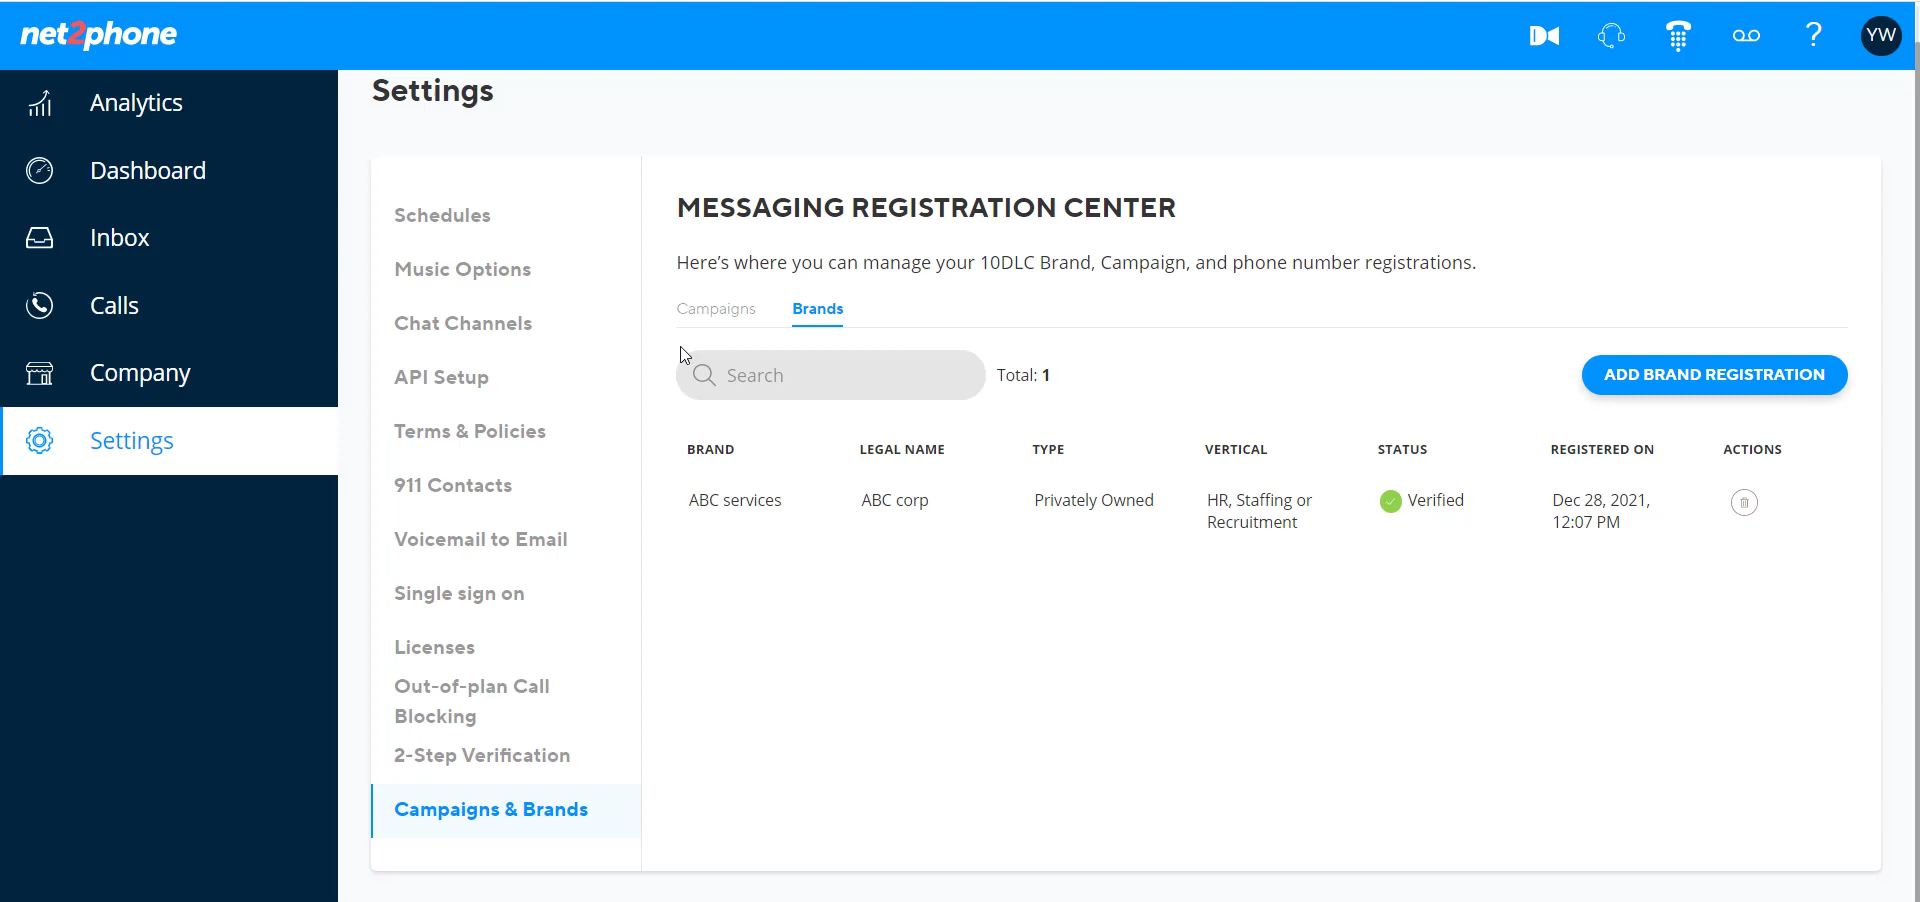 net2phone
?
YW
Analytics
Dashboard
Inbox
Calls
Company
Settings
Settings
Schedules
Music Options
Chat Channels
API Setup
Terms & Policies
911 Contacts
Voicemail to Email
Single sign on
Licenses
Out-of-plan Call
Blocking
2-Step Verification
Campaigns & Brands
MESSAGING REGISTRATION CENTER
Here’s where you can manage your 10DLC Brand, Campaign, and phone number registrations.
Campaigns Brands
Search Total: 1 ADD BRAND REGISTRATION
BRAND LEGAL NAME TYPE VERTICAL STATUS REGISTERED ON ACTIONS
ABC services ABC corp Privately Owned HR, Staffing or Verified Dec 28, 2021,
Recruitment 12:07 PM